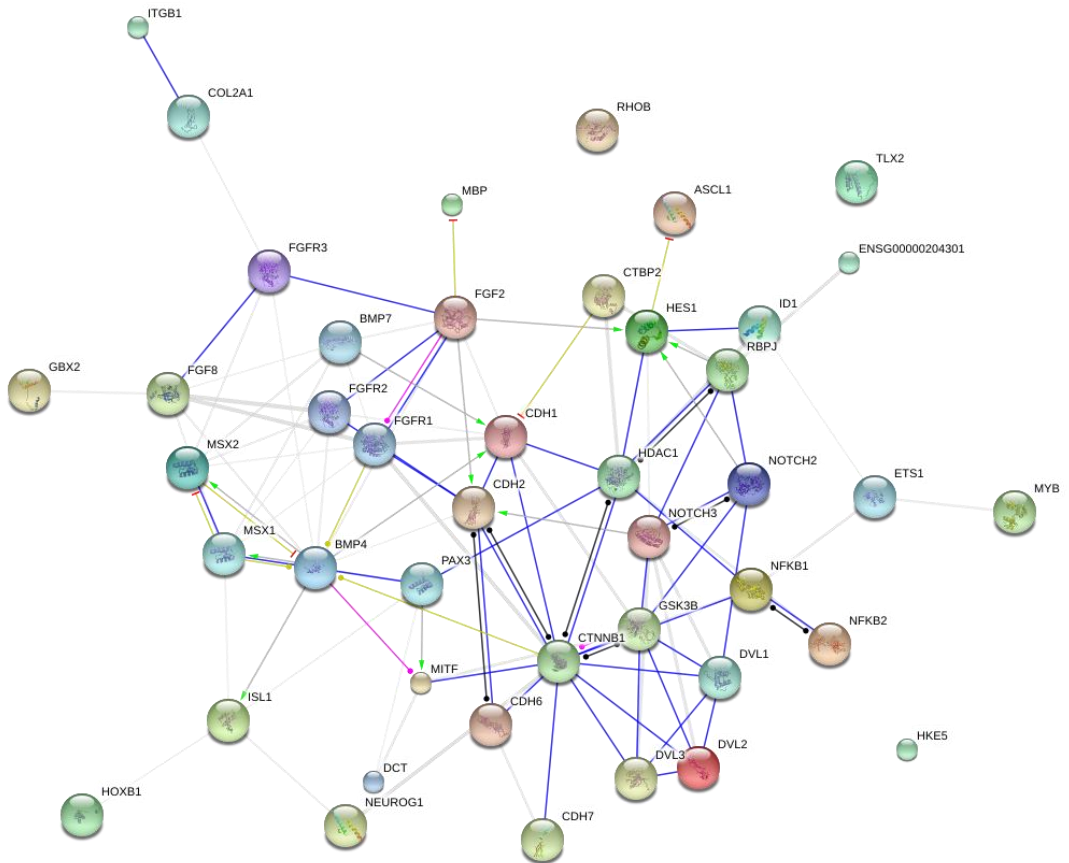 ITGB1
COL2A1
RHOB
TLX2
MBP
ASCL1
ENSG00000204301
FGFR3
CTBP2
FGF2
HES1
ID1
BMP7
RBPJ
GBX2
FGF8
FGFR2
FGFR1
CDH1
MSX2
HDAC1
NOTCH2
ETS1
MYB
CDH2
NOTCH3
MSX1
BMP4
PAX3
NFKB1
GSK3B
NFKB2
CTNNB1
DVL1
MITF
ISL1
CDH6
HKE5
DVL3
DVL2
DCT
HOXB1
NEUROG1
CDH7